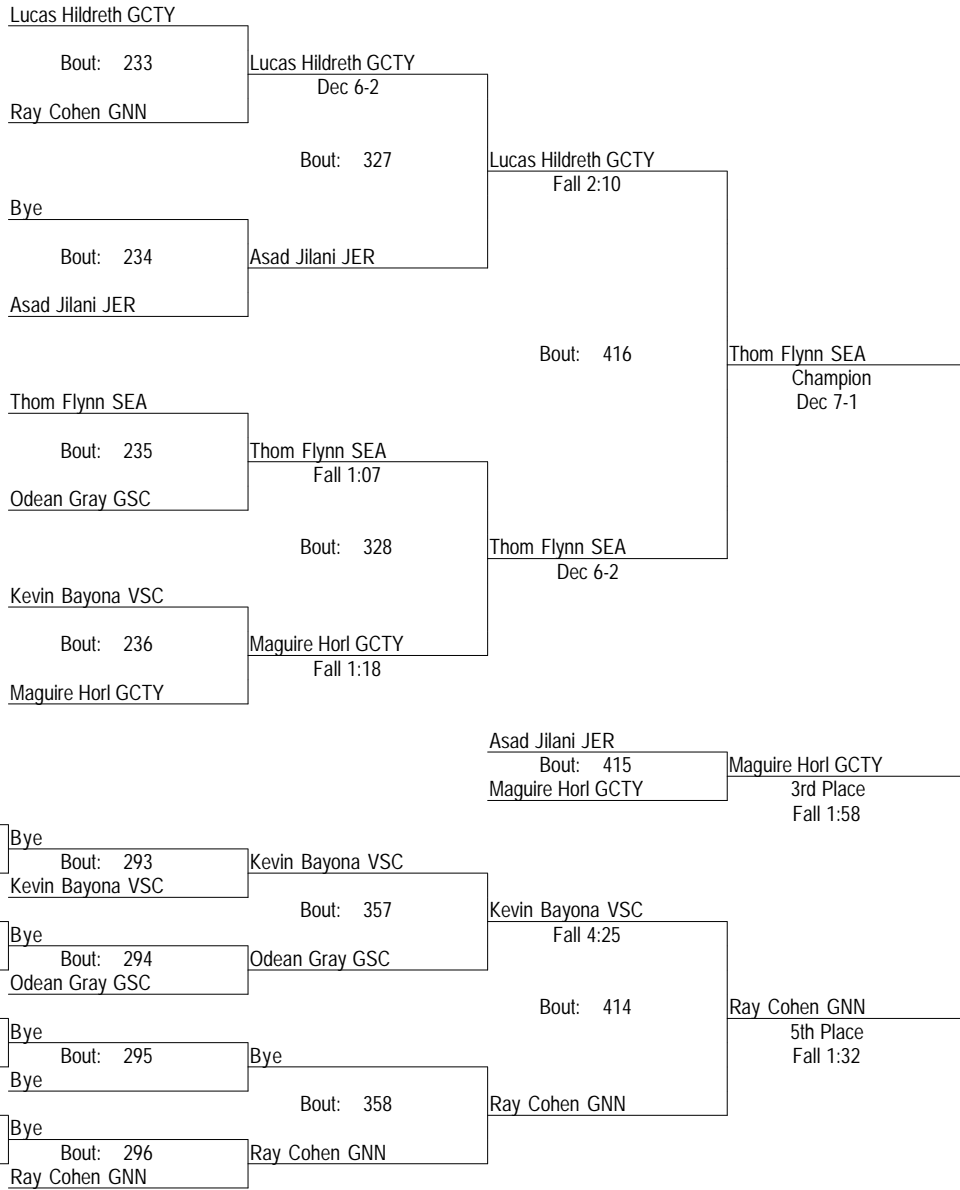 Lucas Hildreth GCTY
Bout: 233
Lucas Hildreth GCTY
Dec 6-2
Ray Cohen GNN
Bout: 327
Lucas Hildreth GCTY
Fall 2:10
Bye
Bout: 234
Asad Jilani JER
Asad Jilani JER
Bout: 416
Thom Flynn SEA
Champion
Dec 7-1
Thom Flynn SEA
Bout: 235
Thom Flynn SEA
Fall 1:07
Odean Gray GSC
Bout: 328
Thom Flynn SEA
Dec 6-2
Kevin Bayona VSC
Bout: 236
Maguire Horl GCTY
Fall 1:18
Maguire Horl GCTY
Asad Jilani JER
Bout: 415
Maguire Horl GCTY
Maguire Horl GCTY
3rd Place
Fall 1:58
Bye
Bout: 293
Kevin Bayona VSC
Kevin Bayona VSC
Bout: 357
Kevin Bayona VSC
Fall 4:25
Bye
Bout: 294
Odean Gray GSC
Odean Gray GSC
Bout: 414
Ray Cohen GNN
5th Place
Fall 1:32
Bye
Bout: 295
Bye
Bye
Bout: 358
Ray Cohen GNN
Bye
Bout: 296
Ray Cohen GNN
Ray Cohen GNN